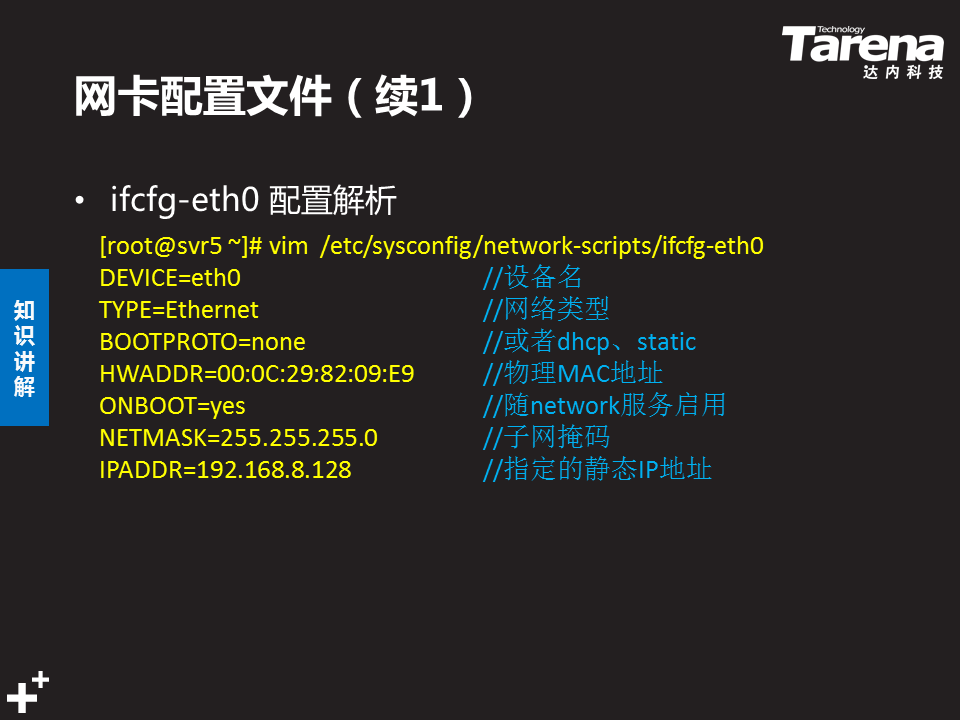 Technology
Tarena
达内科技
网卡配置文件（续1）
• ifcfg-eth0 配置解析
[root@svr5 ~]# vim /etc/sysconfig/network-scripts/ifcfg-eth0
DEVICE=eth0 //设备名
TYPE=Ethernet //网络类型
BOOTPROTO=none //或者dhcp、static
HWADDR=00:0C:29:82:09:E9 //物理MAC地址
ONBOOT=yes //随network服务启用
NETMASK=255.255.255.0 //子网掩码
IPADDR=192.168.8.128 //指定的静态IP地址
知
识
讲
解